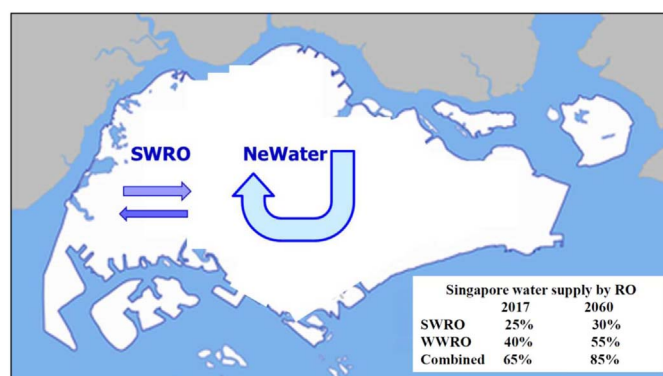 SWRO NeWater
Singapore water supply by RO
2017 2060
SWRO 25% 30%
WWRO 40% 55%
Combined 65% 85%